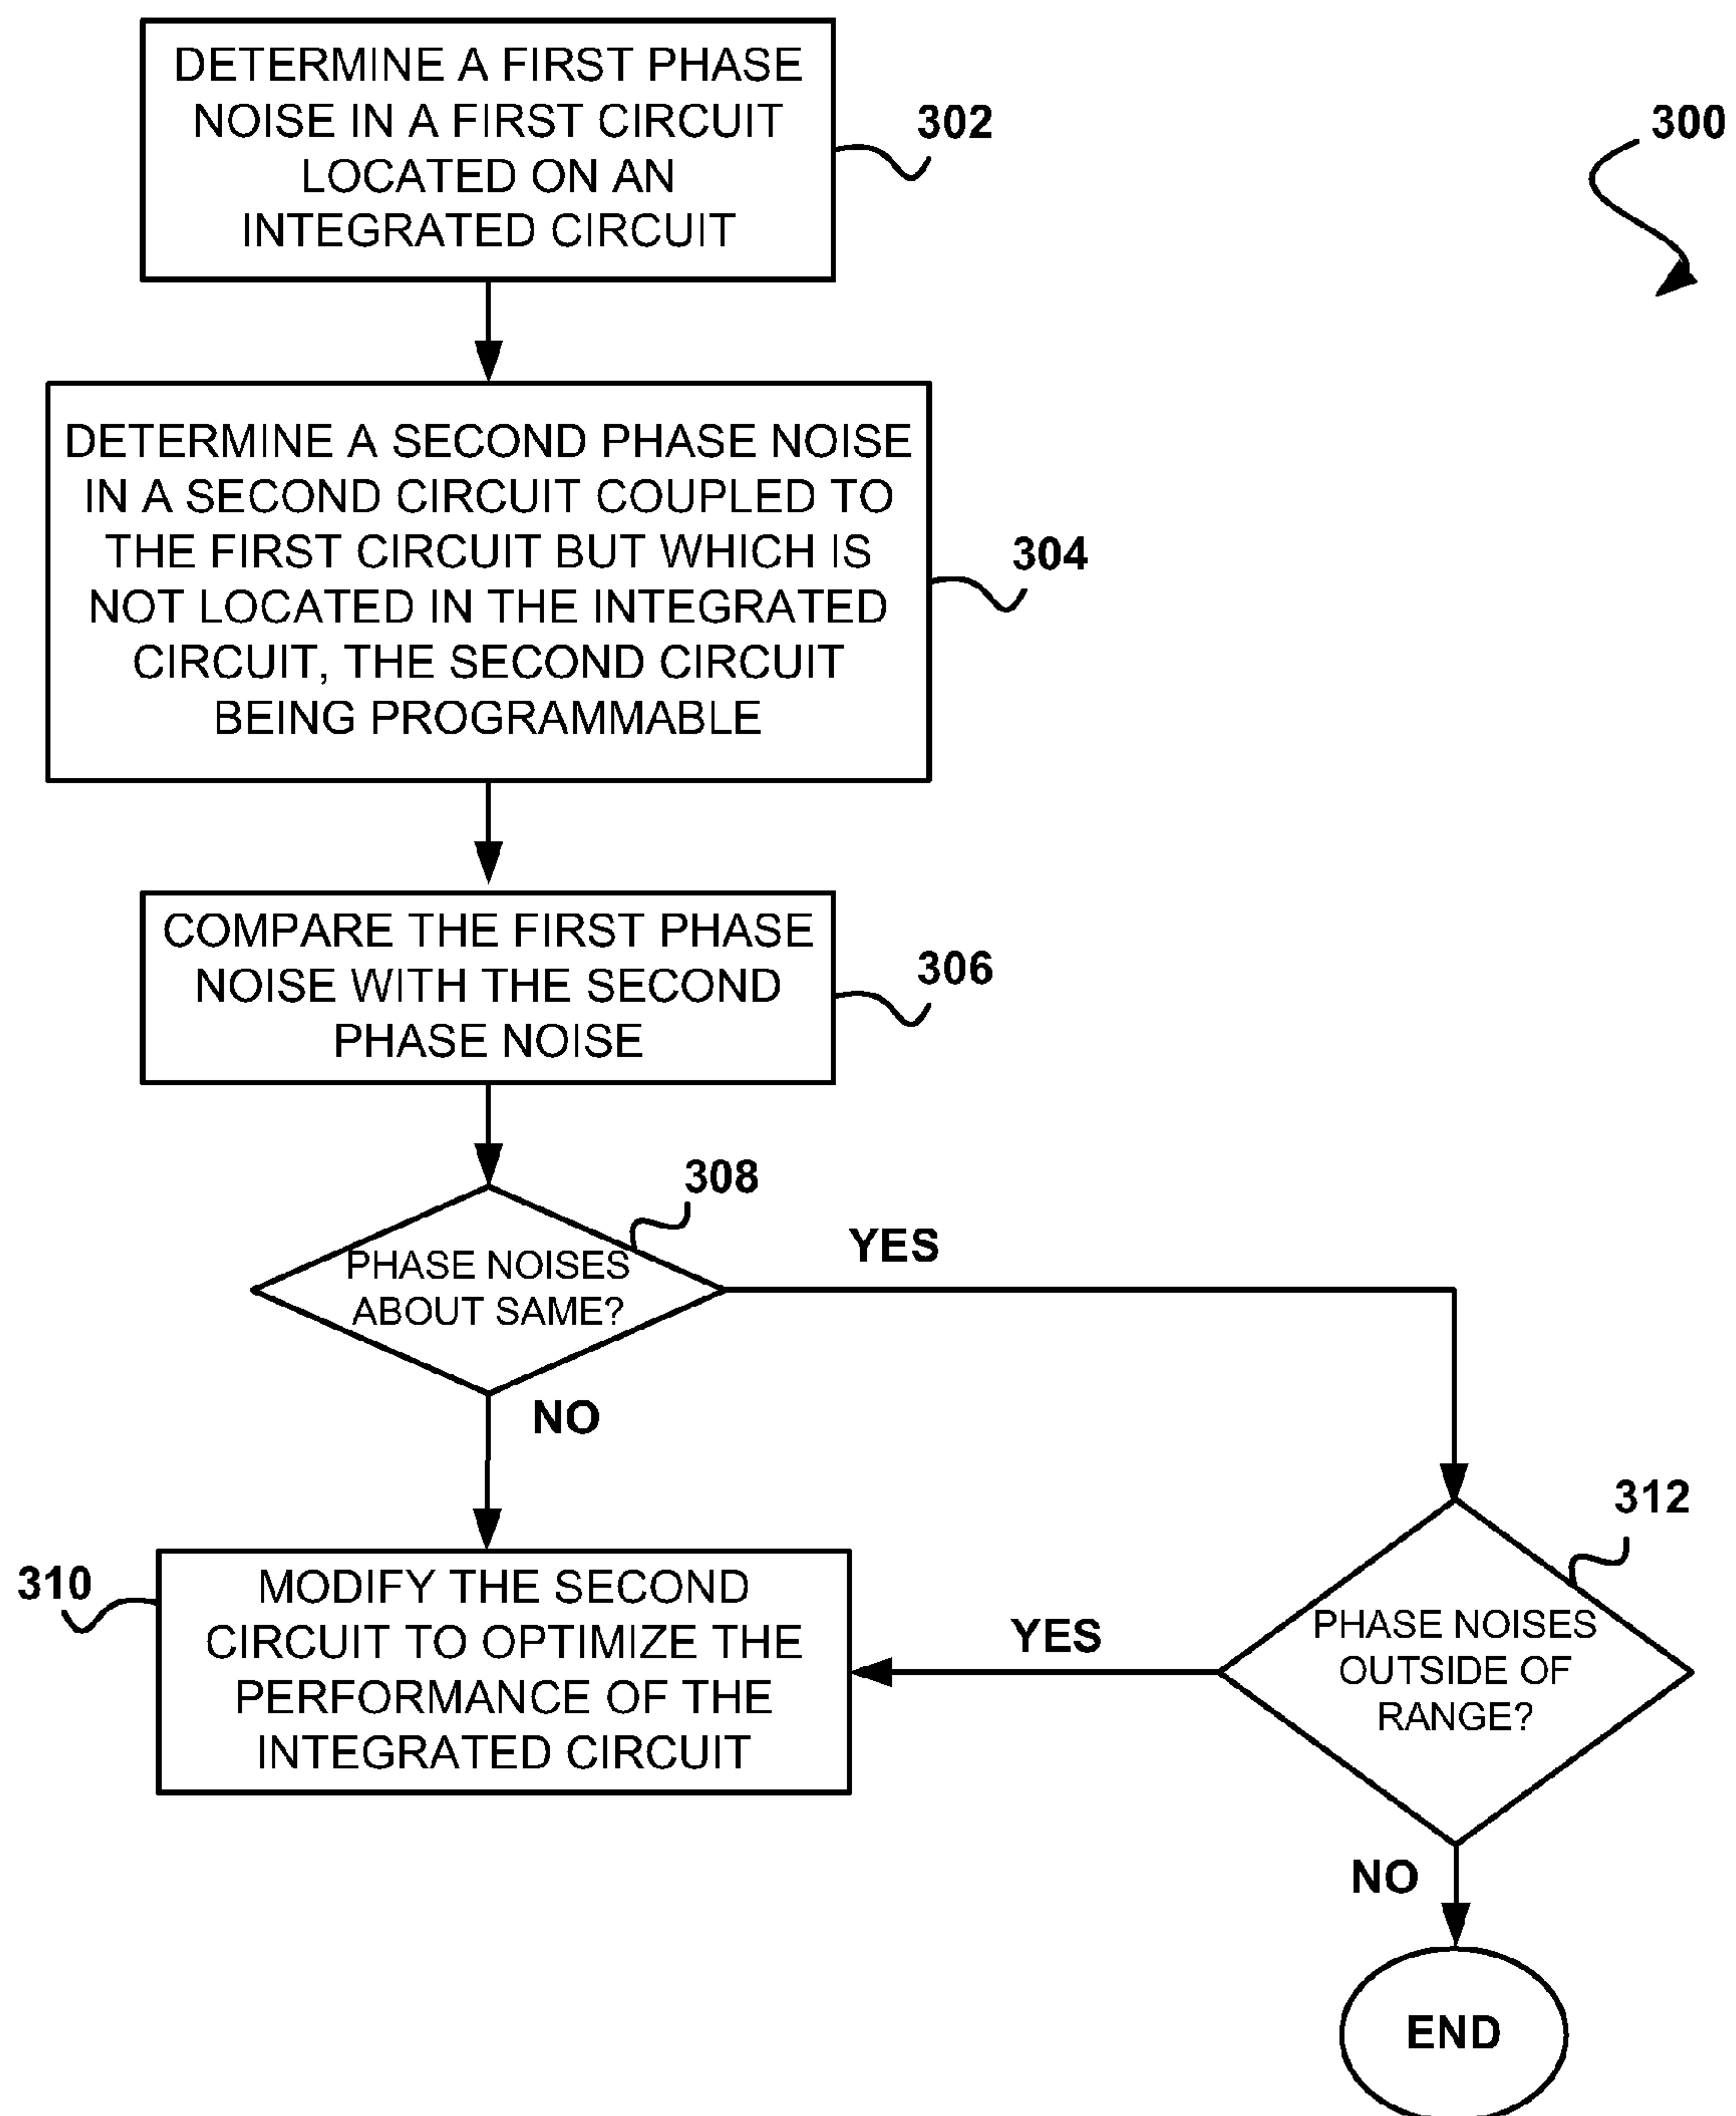 DETERMINE A FIRST PHASE
NOISE IN A FIRST CIRCUIT
LOCATED ON AN
INTEGRATED CIRCUIT
302
300
DETERMINE A SECOND PHASE NOISE
IN A SECOND CIRCUIT COUPLED TO
THE FIRST CIRCUIT BUT WHICH IS
NOT LOCATED IN THE INTEGRATED
CIRCUIT, THE SECOND CIRCUIT
BEING PROGRAMMABLE
304
COMPARE THE FIRST PHASE
NOISE WITH THE SECOND
PHASE NOISE
306
308
PHASE NOISES
ABOUT SAME?
YES
NO
310
MODIFY THE SECOND
CIRCUIT TO OPTIMIZE THE
PERFORMANCE OF THE
INTEGRATED CIRCUIT
312
PHASE NOISES
OUTSIDE OF
RANGE?
YES
NO
END